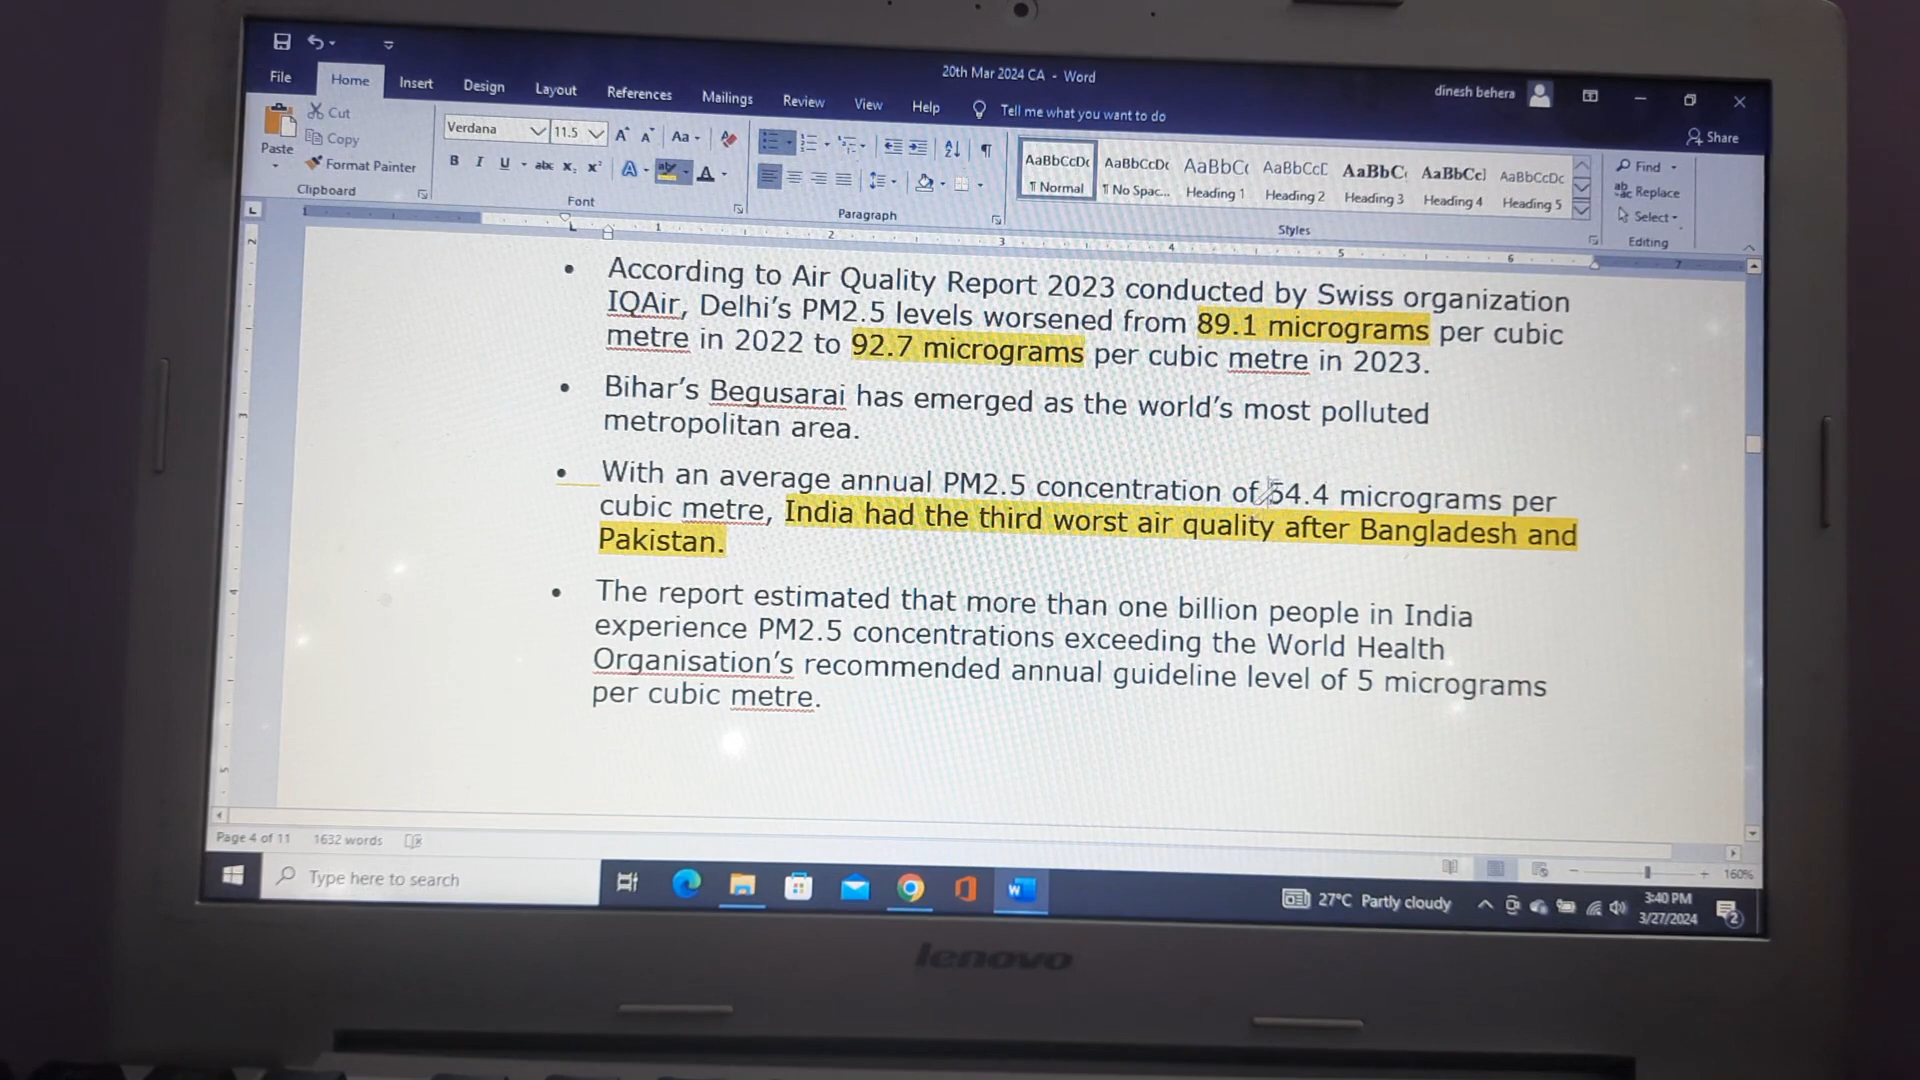 20th Mar 2024 CA - Word
dinesh behera
File Home Insert Design Layout References Mailings Review View Help Tell me what you want to do
Share
Paste
Cut
Copy
Format Painter
Clipboard
Verdana 11.5
Font
Paragraph
AaBbCcDc AaBbCcDc AaBbC( AaBbCcD AaBbC( AaBbCcl AaBbCcDc
¶ Normal ¶ No Spac... Heading 1 Heading 2 Heading 3 Heading 4 Heading 5
Styles
Find
Replace
Select
Editing
• According to Air Quality Report 2023 conducted by Swiss organization
IQAir, Delhi's PM2.5 levels worsened from 89.1 micrograms per cubic
metre in 2022 to 92.7 micrograms per cubic metre in 2023.
• Bihar's Begusarai has emerged as the world's most polluted
metropolitan area.
• With an average annual PM2.5 concentration of 54.4 micrograms per
cubic metre, India had the third worst air quality after Bangladesh and
Pakistan.
• The report estimated that more than one billion people in India
experience PM2.5 concentrations exceeding the World Health
Organisation's recommended annual guideline level of 5 micrograms
per cubic metre.
Page 4 of 11 1632 words
160%
Type here to search
27°C Partly cloudy
3:40 PM
3/27/2024
2
lenovo